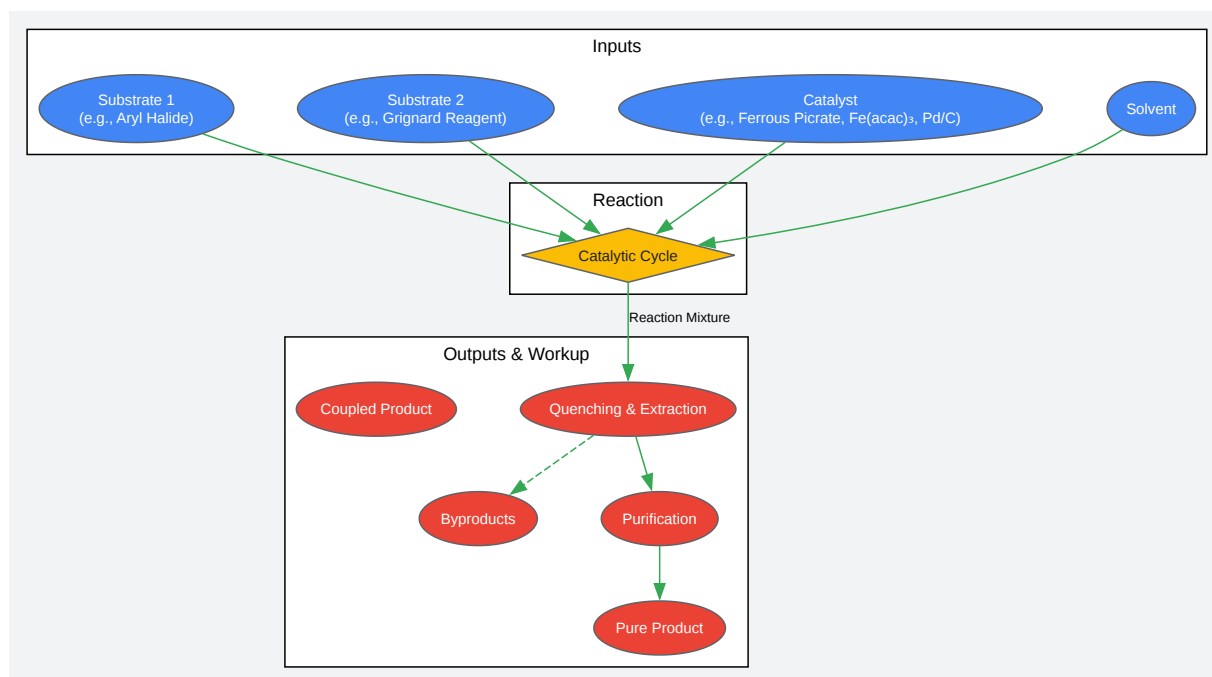 Inputs
Substrate 1
(e.g., Aryl Halide)
Substrate 2
(e.g., Grignard Reagent)
Catalyst
(e.g., Ferrous Picrate, Fe(acac)₃, Pd/C)
Solvent
Reaction
Catalytic Cycle
Reaction Mixture
Outputs & Workup
Coupled Product
Quenching & Extraction
Byproducts
Purification
Pure Product